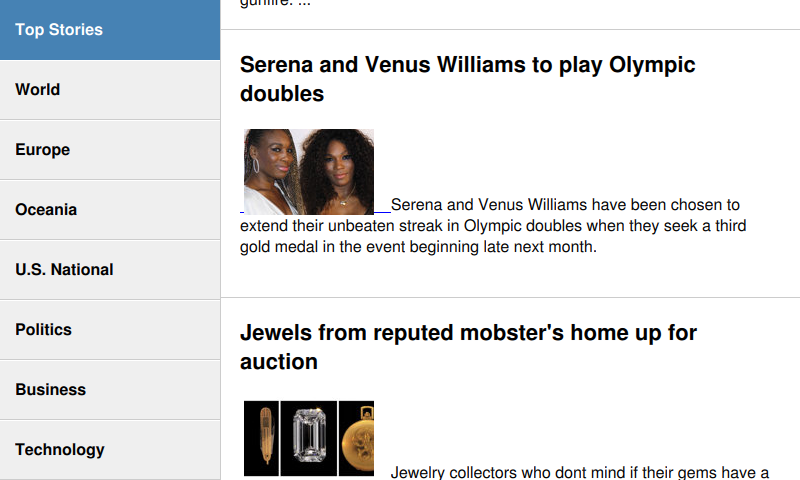 gunfire. ...
Top Stories
World
Europe
Oceania
U.S. National
Politics
Business
Technology
Serena and Venus Williams to play Olympic
doubles
Serena and Venus Williams have been chosen to
extend their unbeaten streak in Olympic doubles when they seek a third
gold medal in the event beginning late next month.
Jewels from reputed mobster's home up for
auction
Jewelry collectors who dont mind if their gems have a